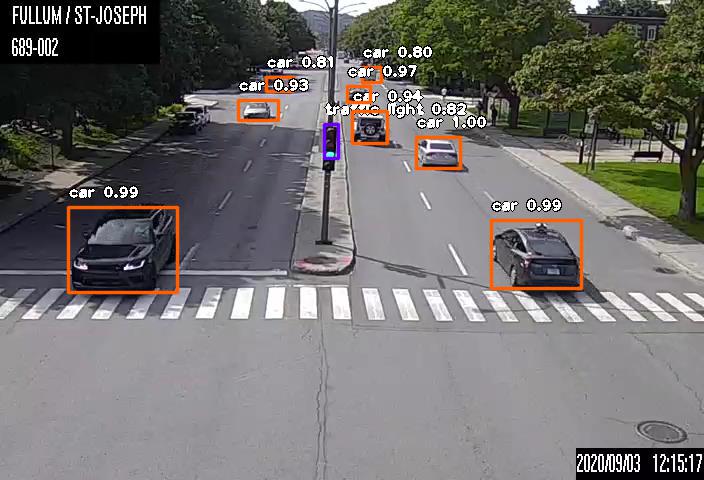 FULLUM / ST-JOSEPH
689-002
car 0.80
car 0.81
car 0.97
car 0.93
car 0.94
traffic light 0.82
car 1.00
car 0.99
car 0.99
2020/09/03 12:15:17